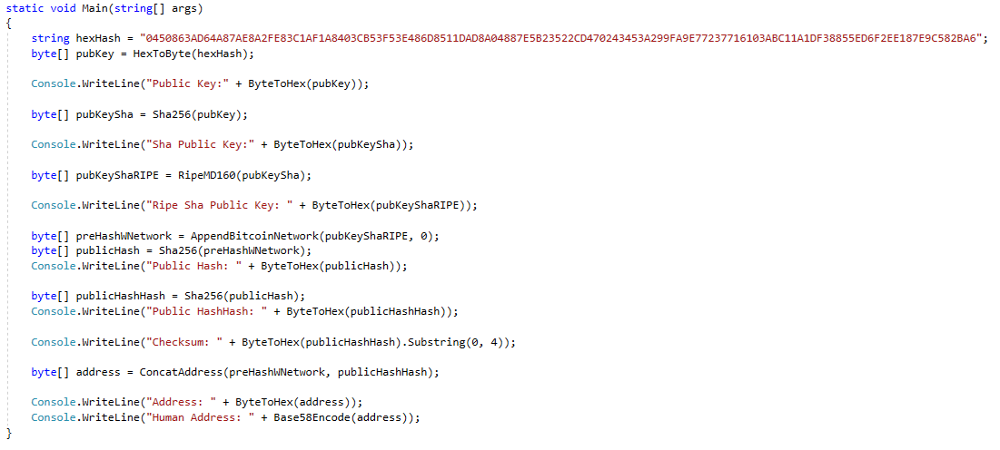 static void Main(string[] args)
{
string hexHash = "0450863AD64A87AE8A2FE83C1AF1A8403CB53F53E486D8511DAD8A04887E5B23522CD470243453A299FA9E77237716103ABC11A1DF38855ED6F2EE187E9C582BA6";
byte[] pubKey = HexToByte(hexHash);
Console.WriteLine("Public Key:" + ByteToHex(pubKey));
byte[] pubKeySha = Sha256(pubKey);
Console.WriteLine("Sha Public Key:" + ByteToHex(pubKeySha));
byte[] pubKeyShaRIPE = RipeMD160(pubKeySha);
Console.WriteLine("Ripe Sha Public Key: " + ByteToHex(pubKeyShaRIPE));
byte[] preHashWNetwork = AppendBitcoinNetwork(pubKeyShaRIPE, 0);
byte[] publicHash = Sha256(preHashWNetwork);
Console.WriteLine("Public Hash: " + ByteToHex(publicHash));
byte[] publicHashHash = Sha256(publicHash);
Console.WriteLine("Public HashHash: " + ByteToHex(publicHashHash));
Console.WriteLine("Checksum: " + ByteToHex(publicHashHash).Substring(0, 4));
byte[] address = ConcatAddress(preHashWNetwork, publicHashHash);
Console.WriteLine("Address: " + ByteToHex(address));
Console.WriteLine("Human Address: " + Base58Encode(address));
}